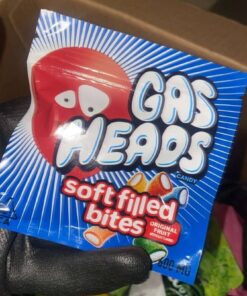 GAS
HEADS
CANDY
soft filled
bites
ORIGINAL
FRUIT